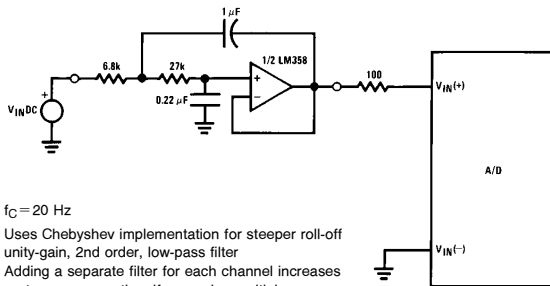 1 µF
6.8k
27k
1/2 LM358
100
+
+
−
0.22 µF
VIN DC
VIN(+)
A/D
VIN(−)
fC = 20 Hz
Uses Chebyshev implementation for steeper roll-off
unity-gain, 2nd order, low-pass filter
Adding a separate filter for each channel increases